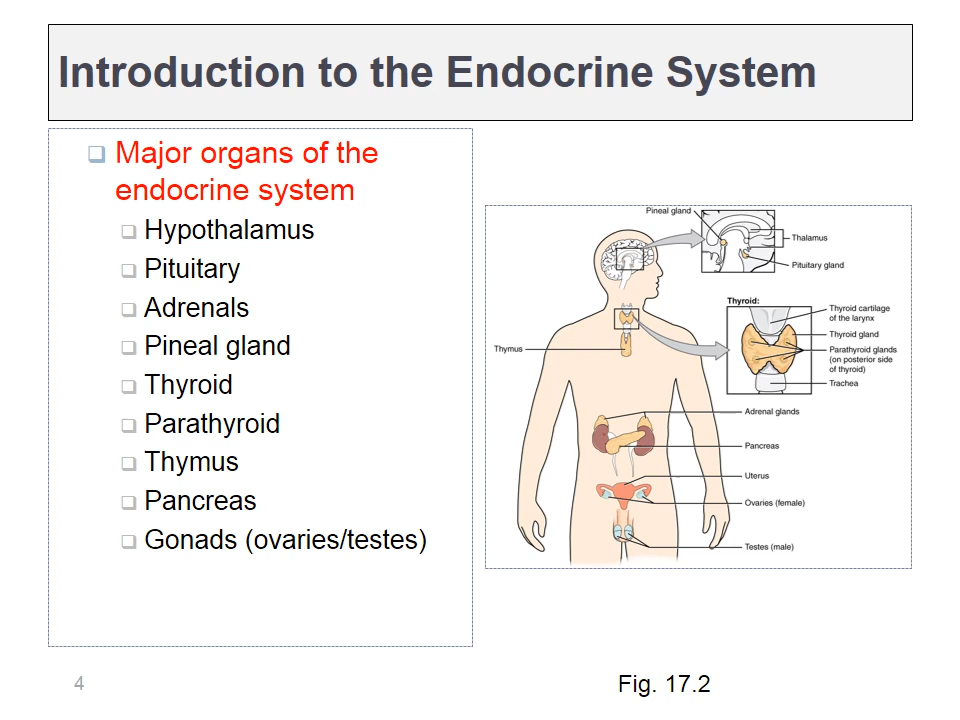 Introduction to the Endocrine System
Major organs of the
endocrine system
Hypothalamus
Pituitary
Adrenals
Pineal gland
Thyroid
Parathyroid
Thymus
Pancreas
Gonads (ovaries/testes)
Pineal gland
Thalamus
Pituitary gland
Thyroid:
Thyroid cartilage
of the larynx
Thyroid gland
Parathyroid glands
(on posterior side
of thyroid)
Trachea
Thymus
Adrenal glands
Pancreas
Uterus
Ovaries (female)
Testes (male)
4
Fig. 17.2